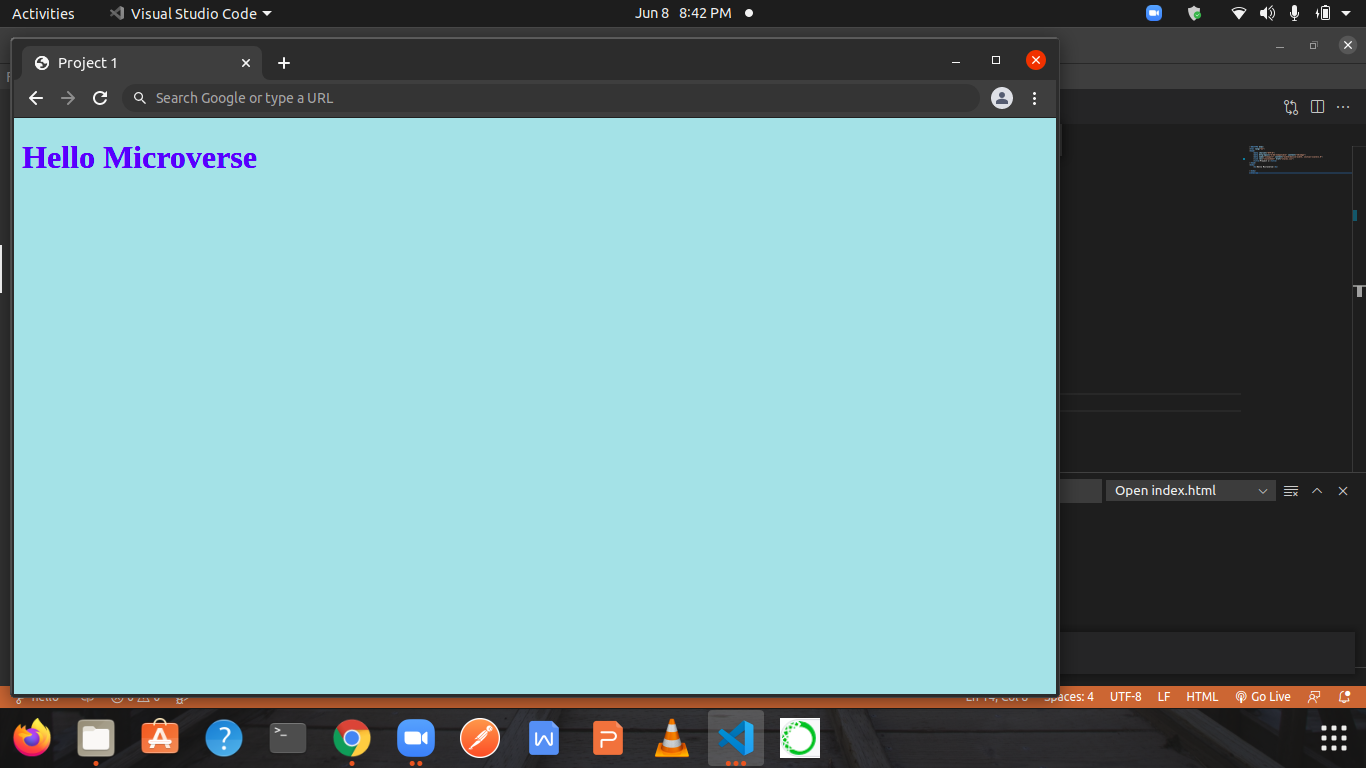 Activities
Visual Studio Code
Jun 8 8:42 PM
Project 1
Search Google or type a URL
Hello Microverse
Open index.html
hello
Spaces: 4
UTF-8
LF
HTML
Go Live